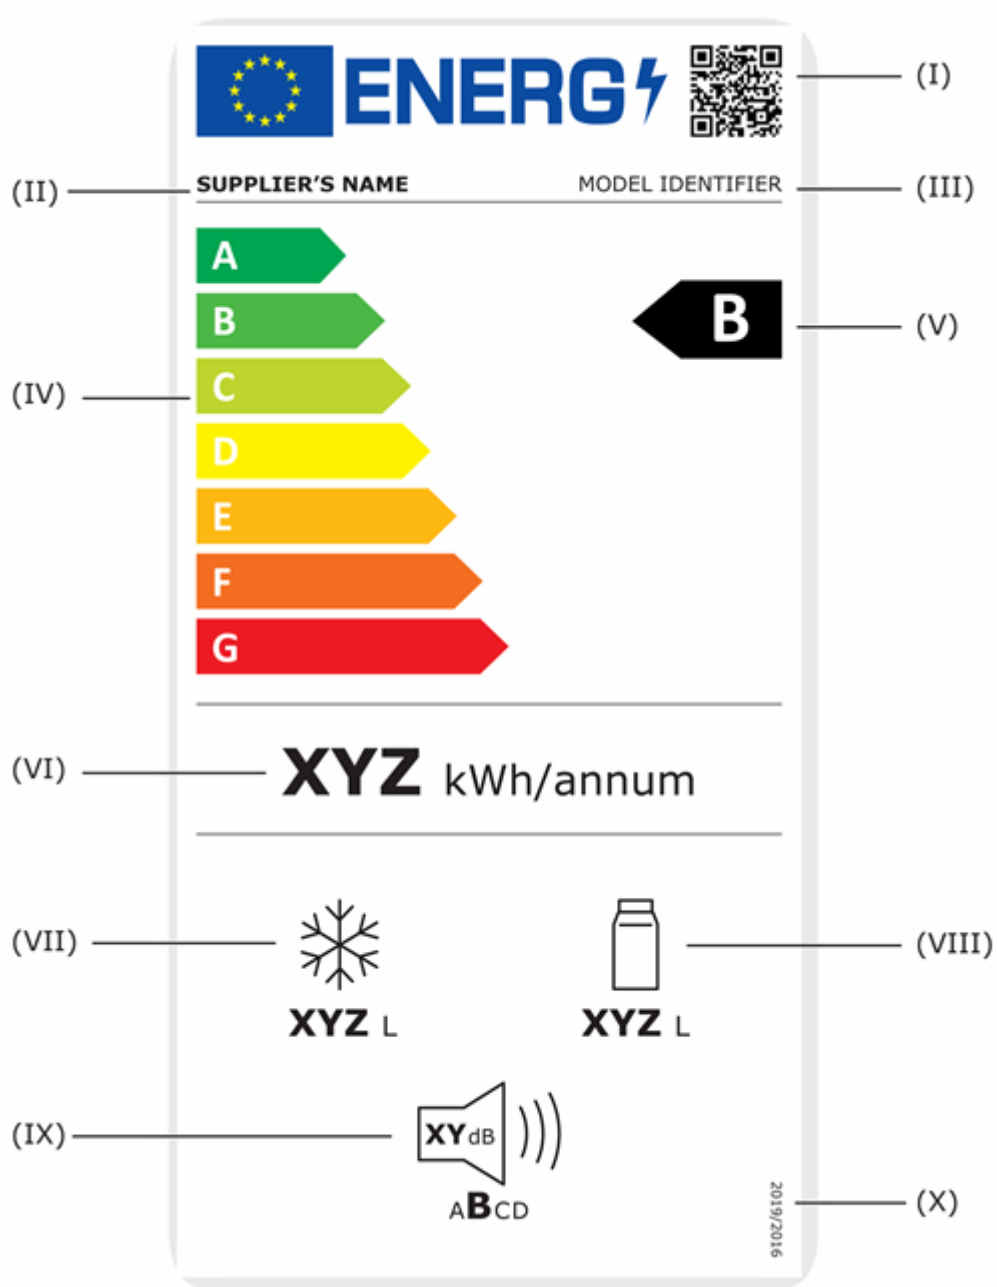 ENERG
(I)
(II)
SUPPLIER'S NAME
MODEL IDENTIFIER
(III)
A
B
B
(V)
(IV)
C
D
E
F
G
(VI)
XYZ kWh/annum
(VII)
(VIII)
XYZ L
XYZ L
(IX)
XYdB
ABCD
2019/2016
(X)